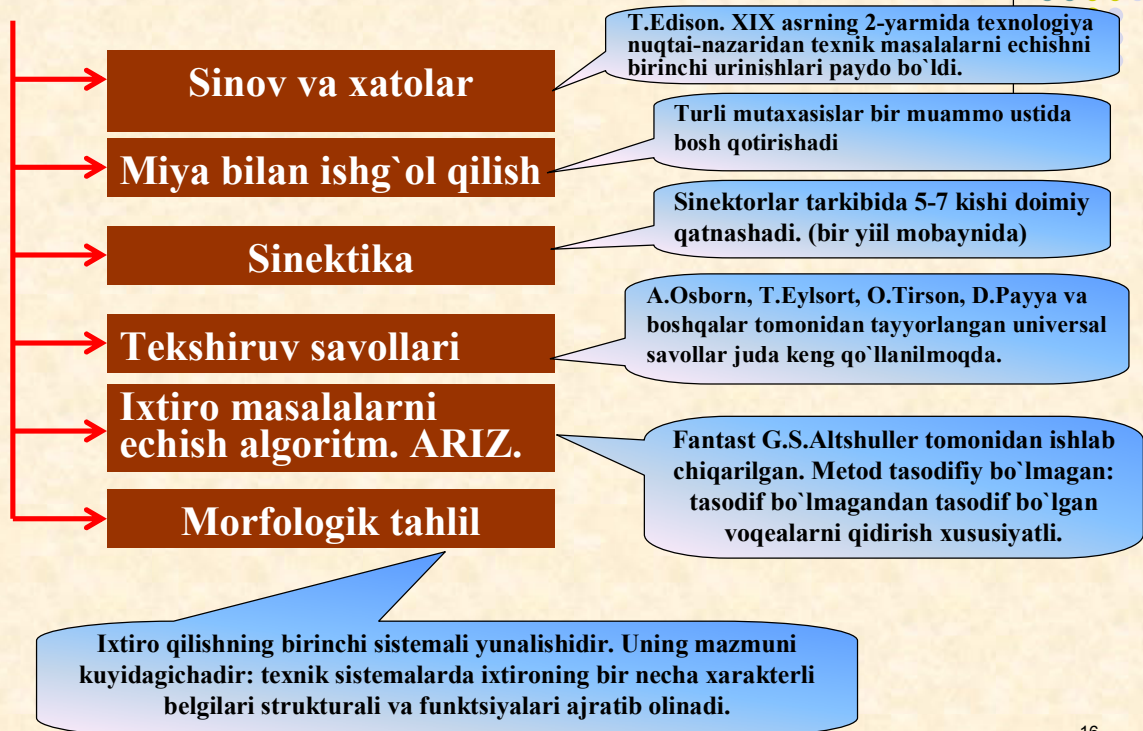 Sinov va xatolar
T.Edison. XIX asrning 2-yarmida texnologiya
nuqtai-nazaridan texnik masalalarni echishni
birinchi urinishlari paydo bo`ldi.
Miya bilan ishg`ol qilish
Turli mutaxasislar bir muammo ustida
bosh qotirishadi
Sinektika
Sinektorlar tarkibida 5-7 kishi doimiy
qatnashadi. (bir yiil mobaynida)
Tekshiruv savollari
A.Osborn, T.Eylsort, O.Tirson, D.Payya va
boshqalar tomonidan tayyorlangan universal
savollar juda keng qo`llanilmoqda.
Ixtiro masalalarni
echish algoritm. ARIZ.
Fantast G.S.Altshuller tomonidan ishlab
chiqarilgan. Metod tasodifiy bo`lmagan:
tasodif bo`lmagandan tasodif bo`lgan
voqealarni qidirish xususiyatli.
Morfologik tahlil
Ixtiro qilishning birinchi sistemali yunalishidir. Uning mazmuni
kuyidagichadir: texnik sistemalarda ixtironing bir necha xarakterli
belgilari strukturali va funktsiyalari ajratib olinadi.
16